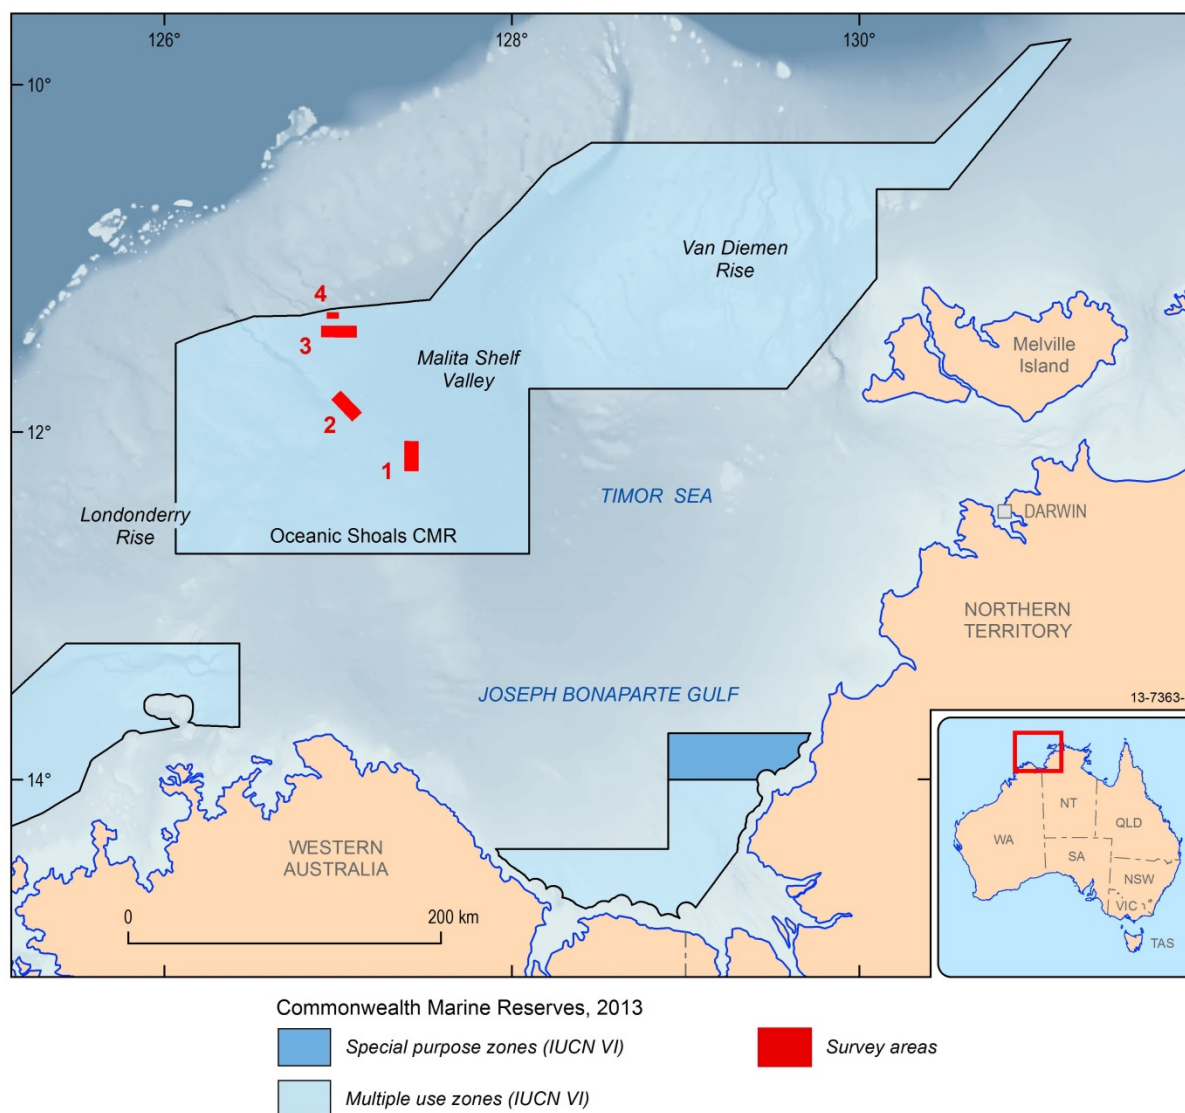 126°
128°
130°
10°
12°
14°
Van Diemen
Rise
4
3
Malita Shelf
Valley
2
1
Melville
Island
Londonderry
Rise
TIMOR SEA
Oceanic Shoals CMR
DARWIN
NORTHERN
TERRITORY
JOSEPH BONAPARTE GULF
13-7363-
WESTERN
AUSTRALIA
0
200 km
NT
WA
QLD
SA
NSW
VIC
TAS
Commonwealth Marine Reserves, 2013
Special purpose zones (IUCN VI)
Survey areas
Multiple use zones (IUCN VI)